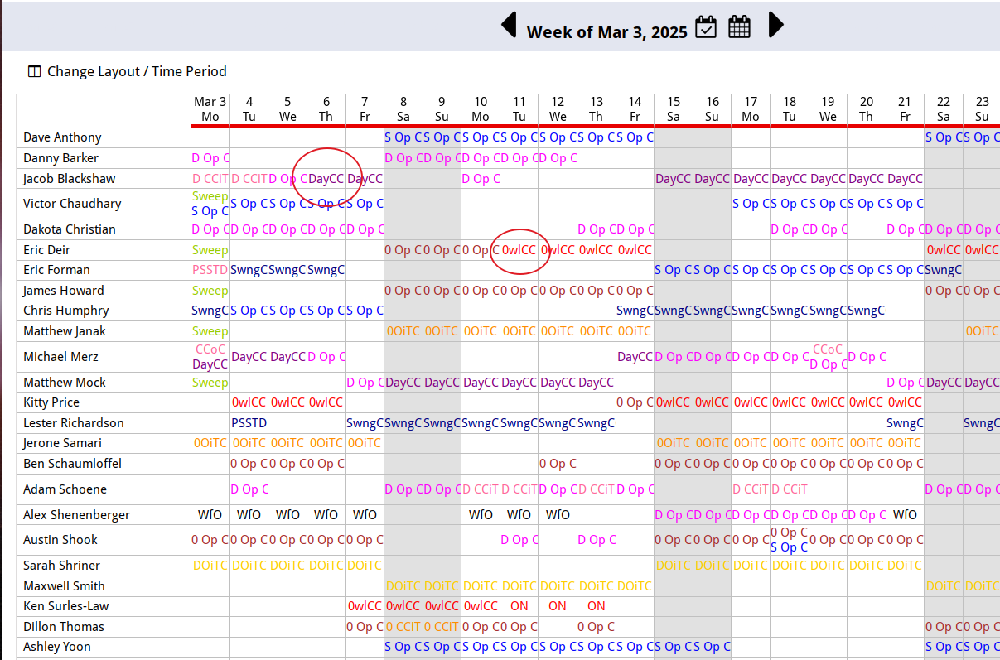 Week of Mar 3, 2025
Change Layout / Time Period
Mar 3 4 5 6 7 8 9 10 11 12 13 14 15 16 17 18 19 20 21 22 23
Mo Tu We Th Fr Sa Su Mo Tu We Th Fr Sa Su Mo Tu We Th Fr Sa Su
Dave Anthony S Op C S Op C S Op C S Op C S Op C S Op C S Op C S Op C S Op C
Danny Barker D Op C D Op C D Op C D Op C D Op C D Op C
Jacob Blackshaw D CCiT D CCiT D Op C DayCC DayCC D Op C DayCC DayCC DayCC DayCC DayCC DayCC DayCC
Victor Chaudhary Sweep S Op C S Op C S Op C S Op C S Op C S Op C S Op C S Op C S Op C
S Op C
Dakota Christian D Op C D Op C D Op C D Op C D Op C D Op C D Op C D Op C D Op C D Op C D Op C D Op C
Eric Deir Sweep 0 Op C 0 Op C 0 Op C 0wlCC 0wlCC 0wlCC 0wlCC 0wlCC 0wlCC
Eric Forman PSSTD SwngC SwngC SwngC S Op C S Op C S Op C S Op C S Op C S Op C S Op C SwngC
James Howard Sweep 0 Op C 0 Op C 0 Op C 0 Op C 0 Op C 0 Op C 0 Op C 0 Op C 0 Op C
Chris Humphry SwngC S Op C S Op C S Op C S Op C SwngC SwngC SwngC SwngC SwngC SwngC SwngC
Matthew Janak Sweep 0OiTC 0OiTC 0OiTC 0OiTC 0OiTC 0OiTC 0OiTC 0OiTC
Michael Merz CCoC DayCC DayCC D Op C DayCC D Op C D Op C D Op C D Op C CCoC D Op C
DayCC D Op C
Matthew Mock Sweep D Op C DayCC DayCC DayCC DayCC DayCC DayCC D Op C DayCC DayCC
Kitty Price 0wlCC 0wlCC 0wlCC 0 Op C 0wlCC 0wlCC 0wlCC 0wlCC 0wlCC 0wlCC 0wlCC
Lester Richardson PSSTD SwngC SwngC SwngC SwngC SwngC SwngC SwngC SwngC SwngC
Jerone Samari 0OiTC 0OiTC 0OiTC 0OiTC 0OiTC 0OiTC 0OiTC 0OiTC 0OiTC 0OiTC 0OiTC 0OiTC
Ben Schaumloffel 0 Op C 0 Op C 0 Op C 0 Op C 0 Op C 0 Op C 0 Op C 0 Op C 0 Op C 0 Op C 0 Op C
Adam Schoene D Op C D Op C D Op C D CCiT D CCiT D Op C D CCiT D Op C D CCiT D CCiT D Op C D Op C
Alex Shenenberger WfO WfO WfO WfO WfO WfO WfO WfO D Op C D Op C D Op C D Op C D Op C D Op C WfO
Austin Shook 0 Op C 0 Op C 0 Op C 0 Op C 0 Op C D Op C D Op C 0 Op C 0 Op C 0 Op C 0 Op C 0 Op C 0 Op C 0 Op C
S Op C
Sarah Shriner DOiTC DOiTC DOiTC DOiTC DOiTC DOiTC DOiTC DOiTC DOiTC DOiTC DOiTC DOiTC
Maxwell Smith DOiTC DOiTC DOiTC DOiTC DOiTC DOiTC DOiTC DOiTC DOiTC
Ken Surles-Law 0wlCC 0wlCC 0wlCC 0wlCC ON ON ON
Dillon Thomas 0 Op C 0 CCiT 0 CCiT 0 Op C 0 Op C 0 Op C 0 Op C 0 Op C
Ashley Yoon S Op C S Op C S Op C S Op C S Op C S Op C S Op C S Op C S Op C S Op C S Op C